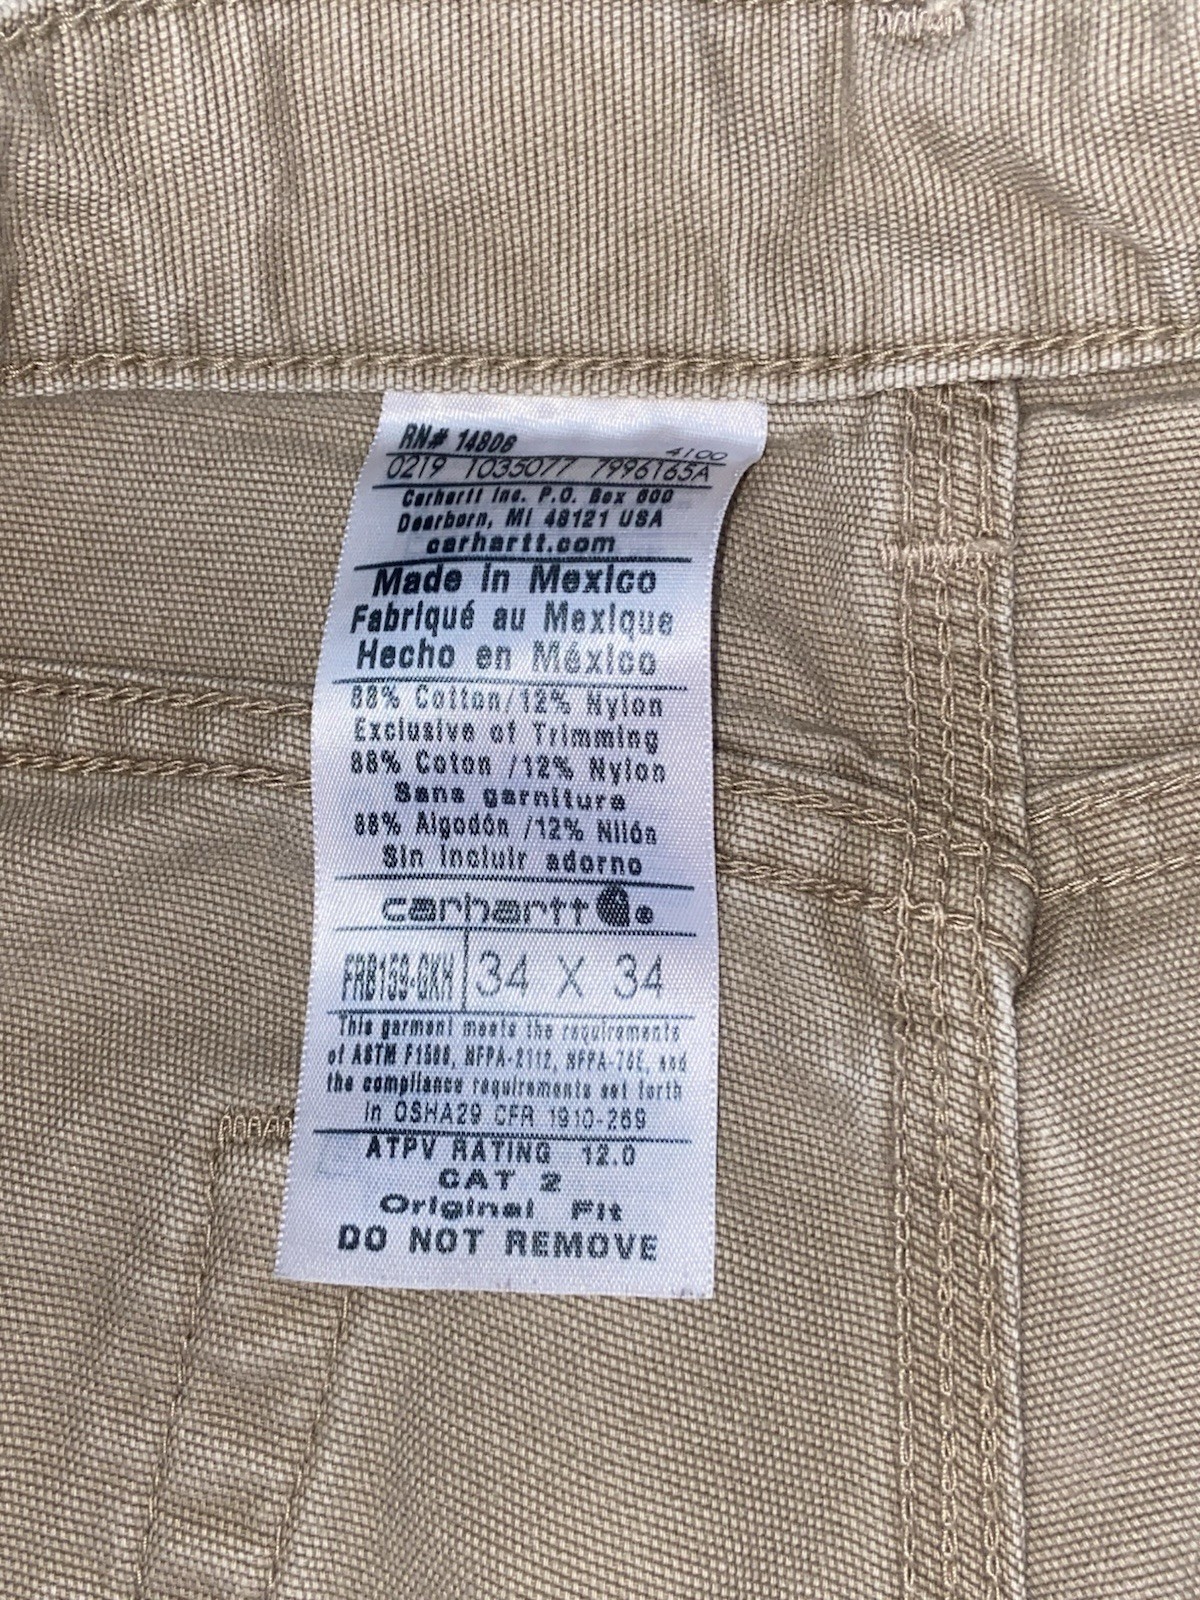 RN# 14806
4100
0219 1035077 7996165A
Carhartt Inc. P.O. Box 600
Dearborn, MI 48121 USA
carhartt.com
Made in Mexico
Fabriqué au Mexique
Hecho en México
88% Cotton/12% Nylon
Exclusive of Trimming
88% Coton /12% Nylon
Sans garniture
88% Algodón /12% Nilón
Sin incluir adorno
carhartt
FRB159-GKH 34 X 34
This garment meets the requirements
of ASTM F1506, NFPA-2112, NFPA-70E, and
the compliance requirements set forth
in OSHA29 CFR 1910-269
ATPV RATING 12.0
CAT 2
Original Fit
DO NOT REMOVE